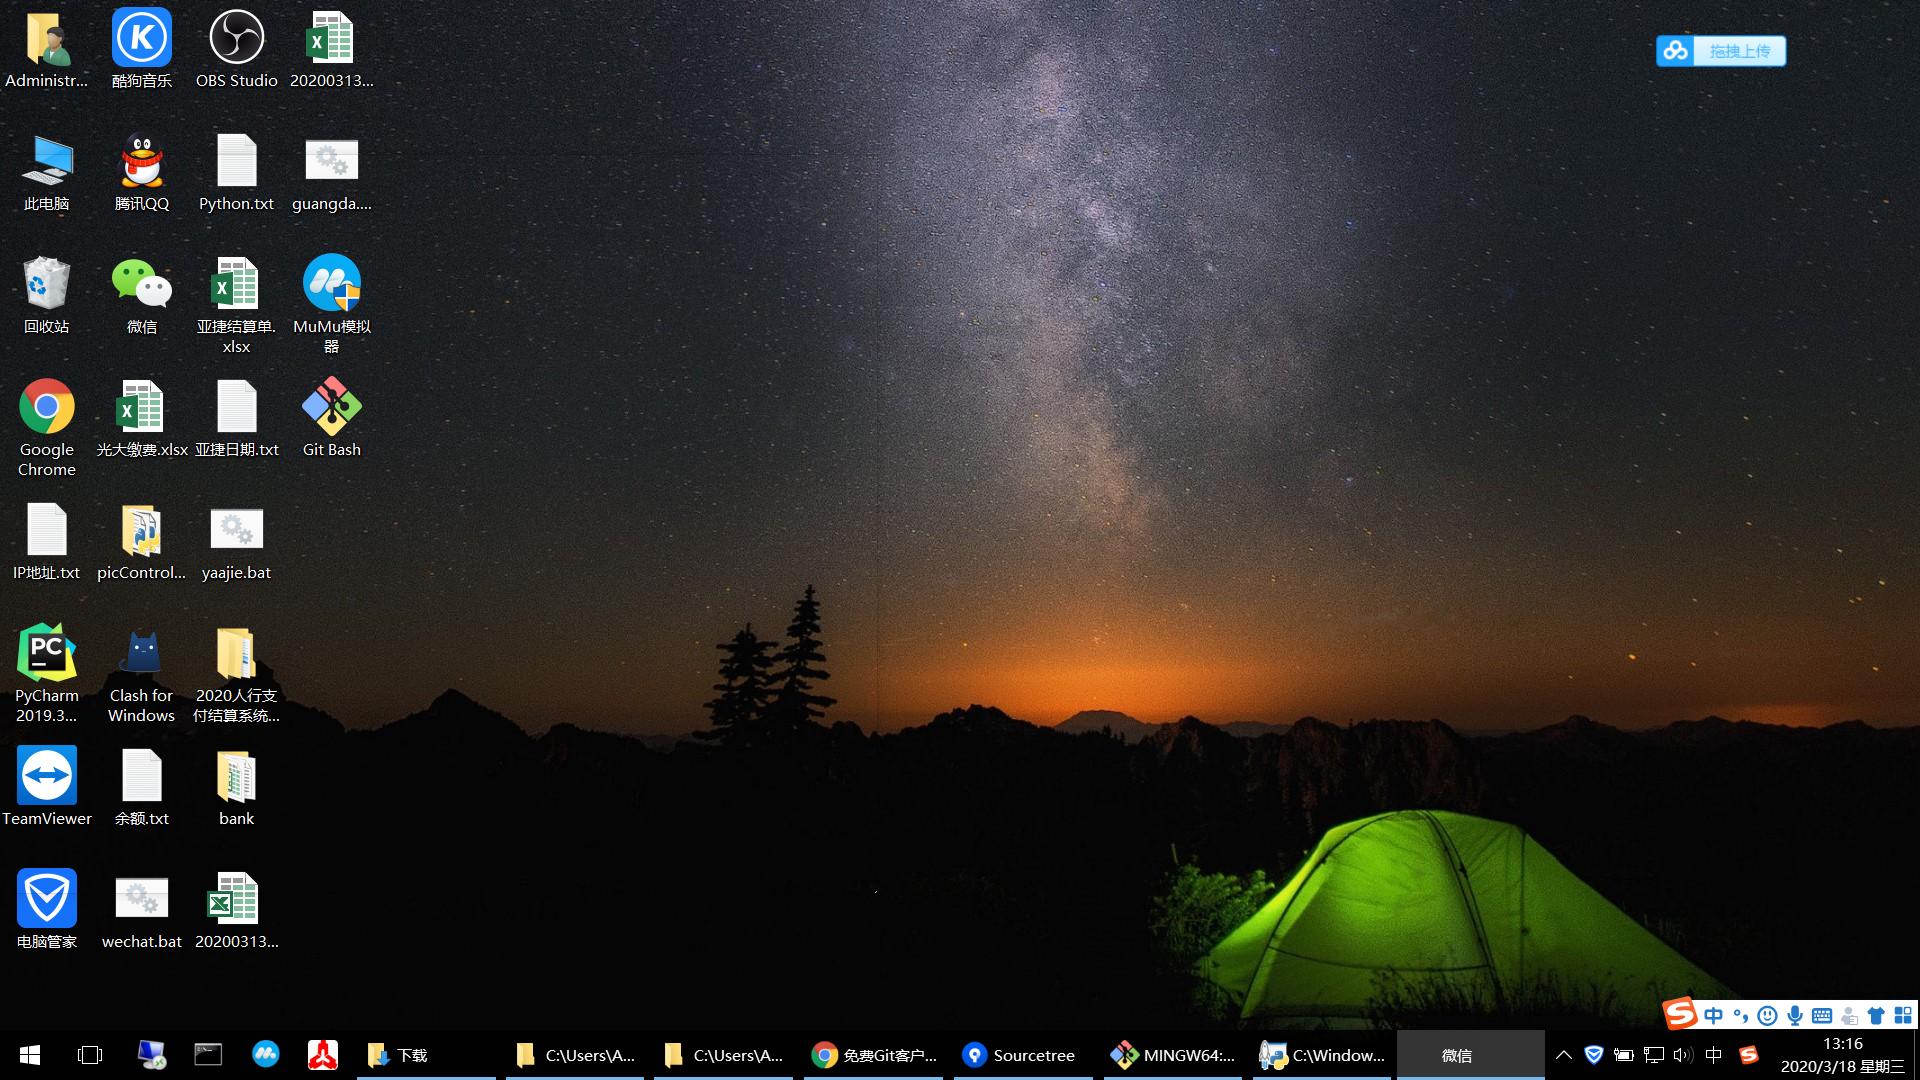 Administr...
酷狗音乐
OBS Studio
20200313...
拖拽上传
此电脑
腾讯QQ
Python.txt
guangda....
回收站
微信
亚捷结算单.
xlsx
MuMu模拟
器
Google
Chrome
光大缴费.xlsx
亚捷日期.txt
Git Bash
IP地址.txt
picControl...
yaajie.bat
PC
PyCharm
2019.3...
Clash for
Windows
2020人行支
付结算系统...
TeamViewer
余额.txt
bank
电脑管家
wechat.bat
20200313...
中
下载
C:\Users\A...
C:\Users\A...
免费Git客户...
Sourcetree
MINGW64:...
C:\Window...
微信
中
13:16
2020/3/18 星期三